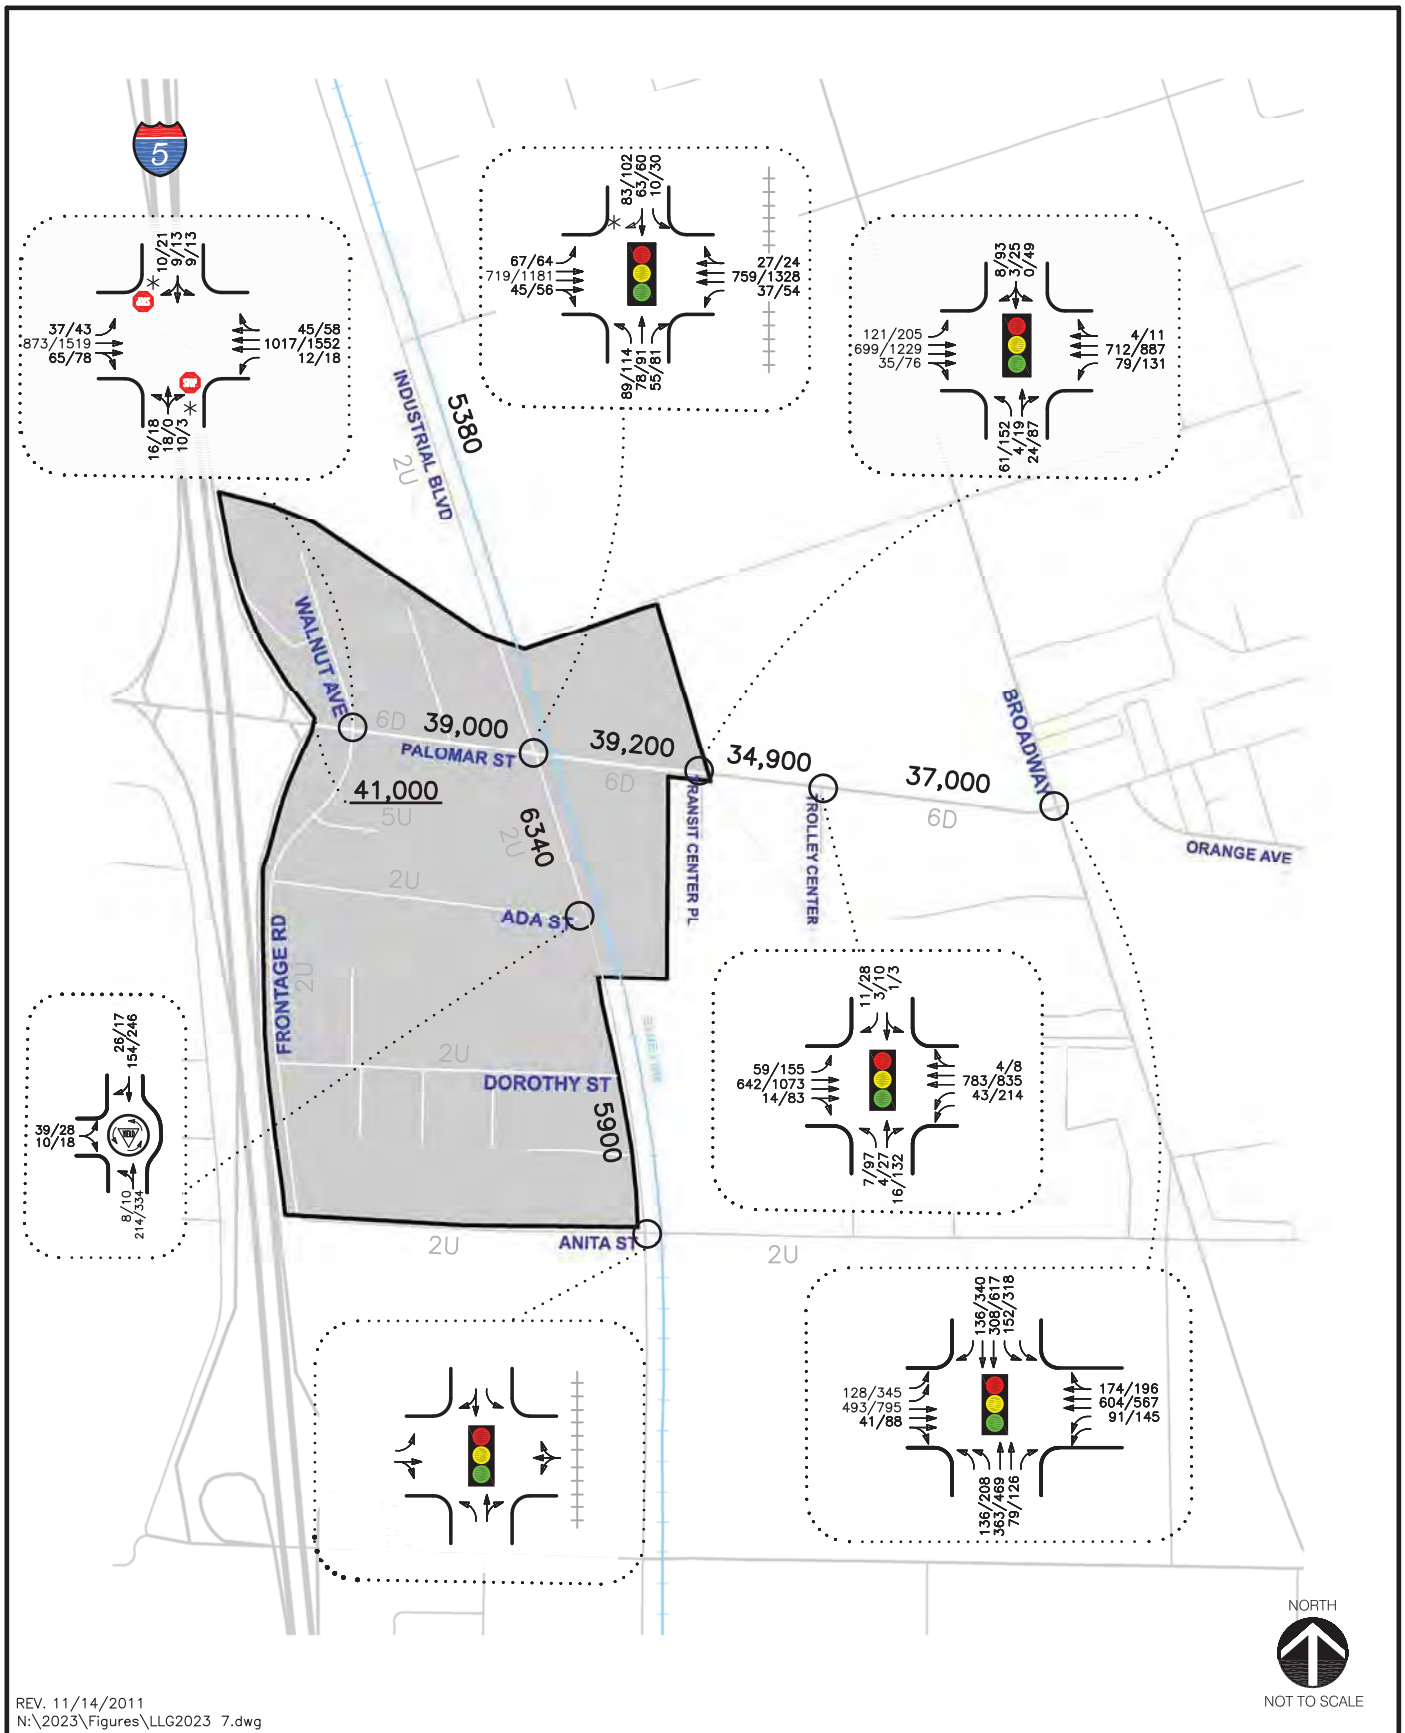 5
10/21
9/13
9/13
STOP
37/43
873/1519
65/78
45/58
1017/1552
12/18
STOP
16/18
18/0
10/3
83/102
63/60
10/30
67/64
719/1181
45/56
27/24
759/1328
37/54
89/114
78/91
55/81
8/93
3/25
0/49
121/205
699/1229
35/76
4/11
712/887
79/131
61/152
4/19
24/87
INDUSTRIAL BLVD
5380
2U
WALNUT AVE
6D
39,000
PALOMAR ST
39,200
6D
34,900
37,000
6D
BROADWAY
41,000
5U
6340
2U
TRANSIT CENTER PL
TROLLEY CENTER
ORANGE AVE
2U
ADA ST
FRONTAGE RD
2U
2U
DOROTHY ST
5900
2U
ANITA ST
2U
26/17
154/246
39/28
10/18
YIELD
8/10
214/334
11/28
3/10
1/3
59/155
642/1073
14/83
4/8
783/835
43/214
7/97
4/27
16/132
136/340
308/617
152/318
128/345
493/795
41/88
174/196
604/567
91/145
136/208
363/469
79/126
NORTH
NOT TO SCALE
REV. 11/14/2011
N:\2023\Figures\LLG2023 7.dwg